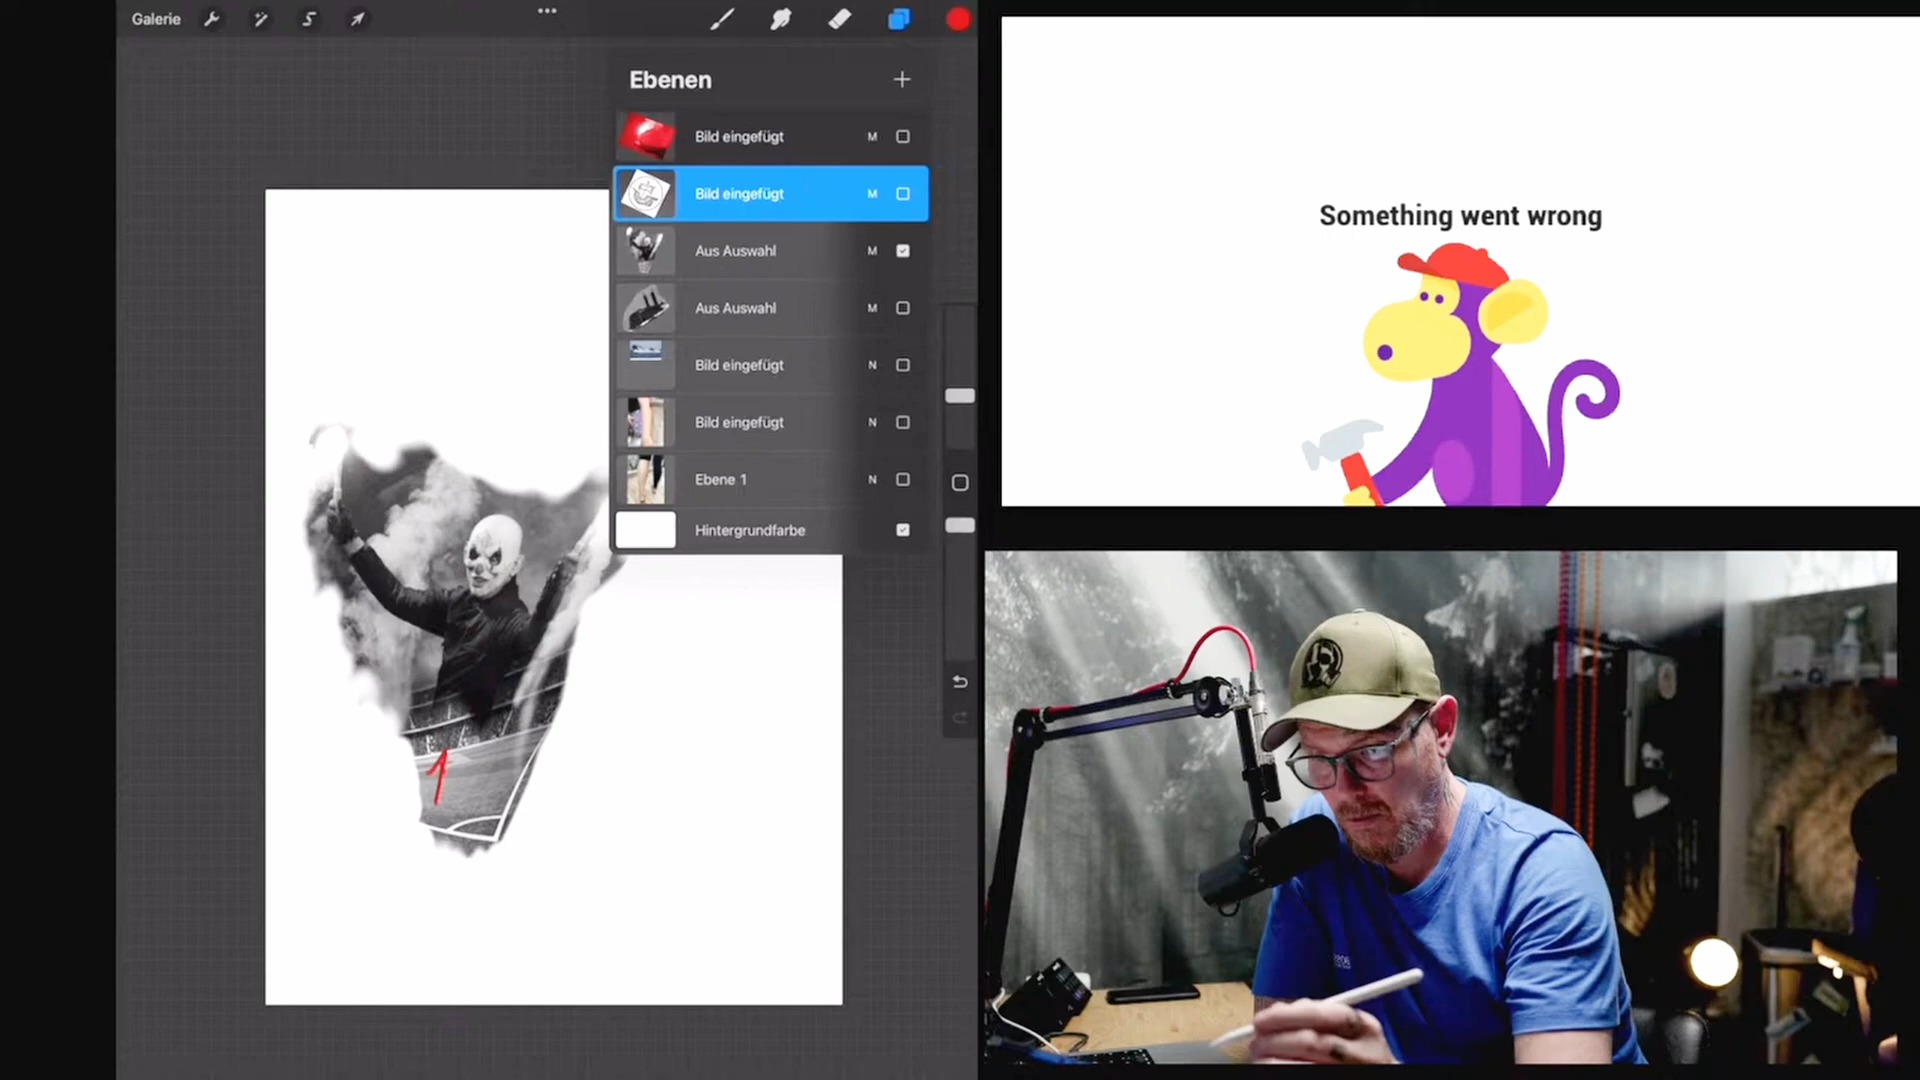 Galerie
Ebenen
Bild eingefügt M
Bild eingefügt M
Aus Auswahl M
Aus Auswahl M
Bild eingefügt N
Bild eingefügt N
Ebene 1 N
Hintergrundfarbe
Something went wrong